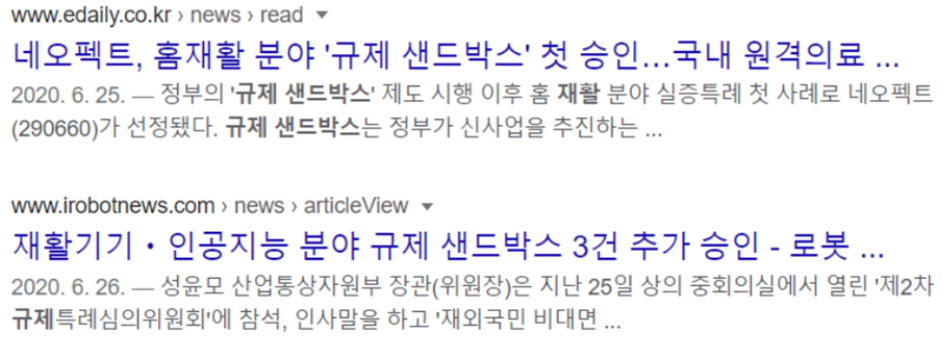 www.edaily.co.kr › news › read ▼
네오펙트, 홈재활 분야 '규제 샌드박스' 첫 승인...국내 원격의료 ...
2020. 6. 25. — 정부의 '규제 샌드박스' 제도 시행 이후 홈 재활 분야 실증특례 첫 사례로 네오펙트
(290660)가 선정됐다. 규제 샌드박스는 정부가 신사업을 추진하는 ...
www.irobotnews.com › news › articleView ▼
재활기기・인공지능 분야 규제 샌드박스 3건 추가 승인 - 로봇 ...
2020. 6. 26. — 성윤모 산업통상자원부 장관(위원장)은 지난 25일 상의 중회의실에서 열린 '제2차
규제특례심의위원회'에 참석, 인사말을 하고 '재외국민 비대면 ...